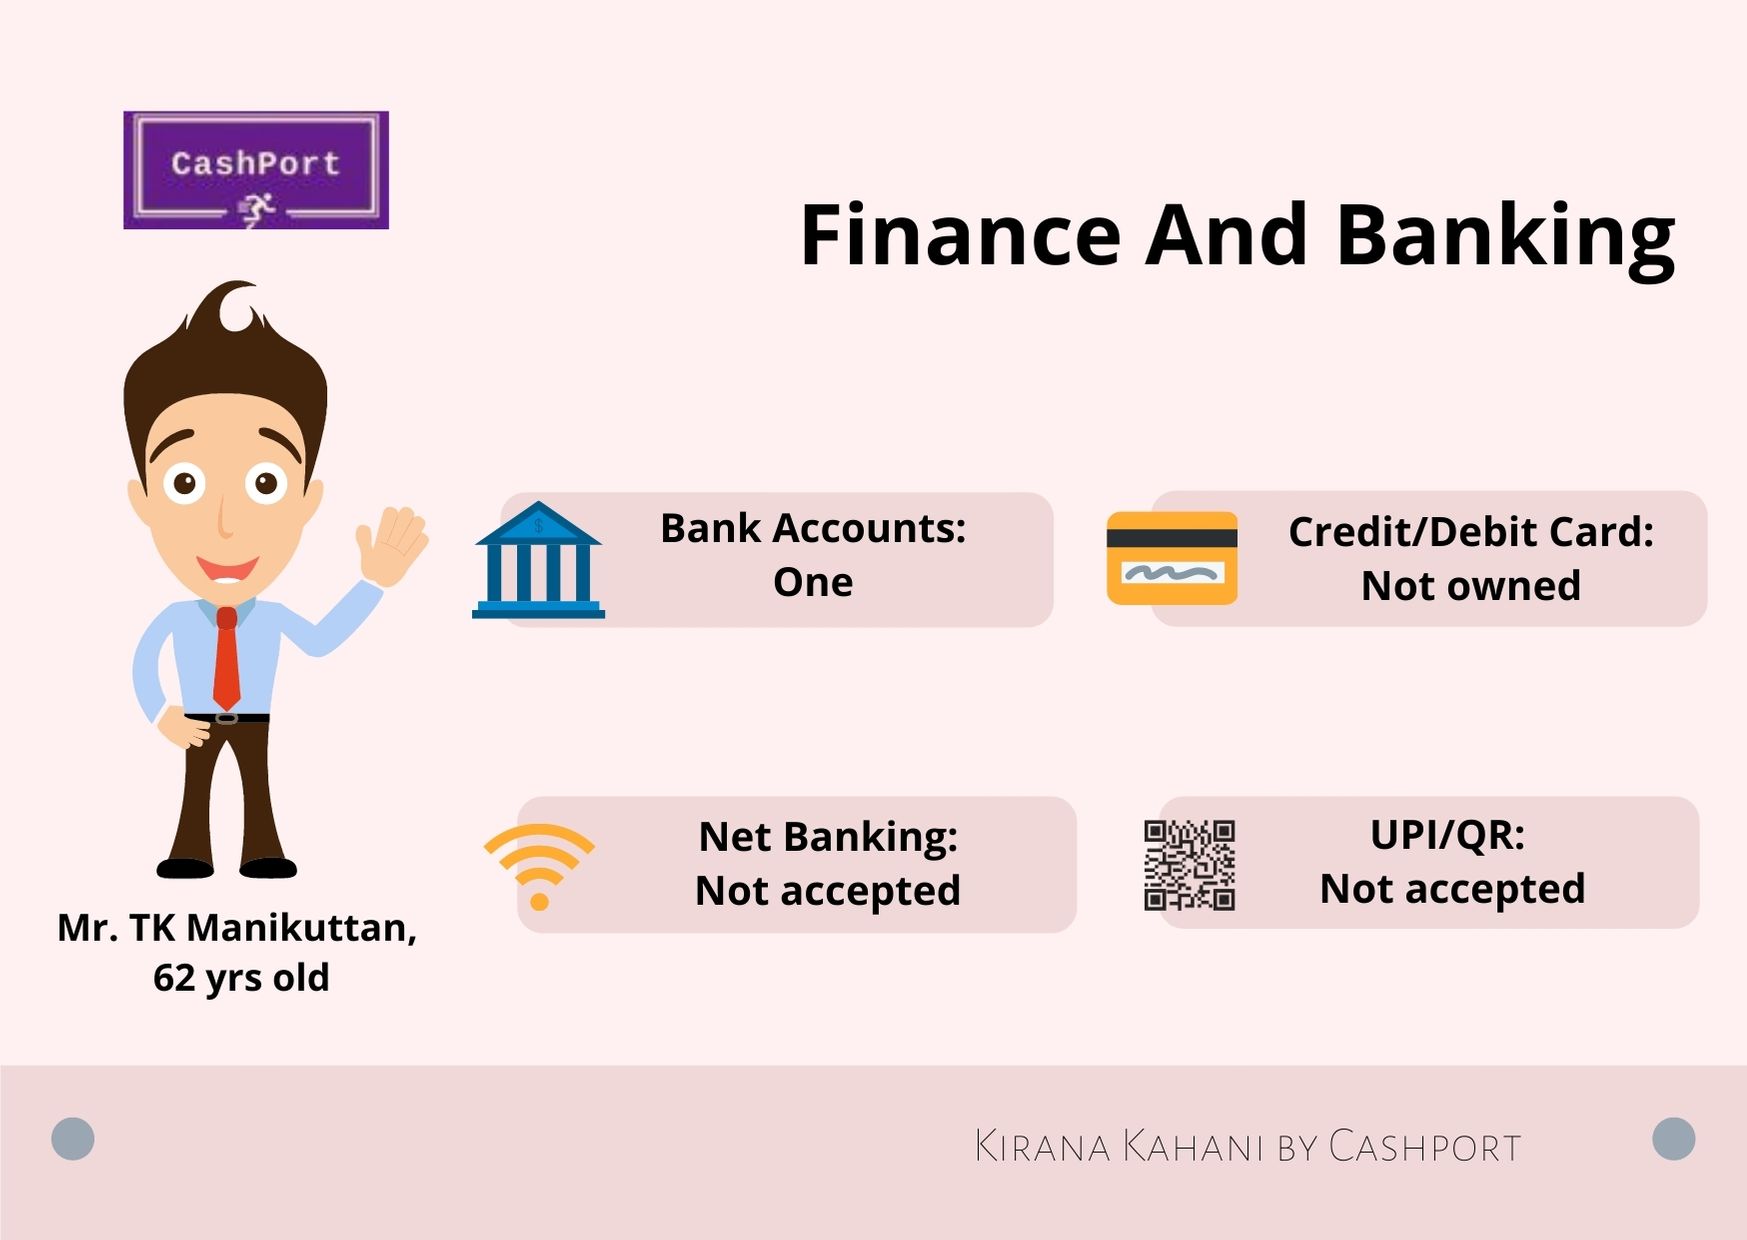 CashPort
Finance And Banking
Bank Accounts:
One
Credit/Debit Card:
Not owned
Net Banking:
Not accepted
UPI/QR:
Not accepted
Mr. TK Manikuttan,
62 yrs old
Kirana Kahani by Cashport